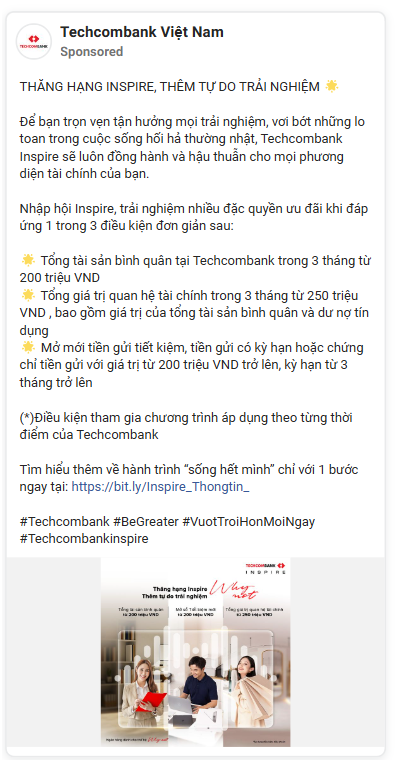 Techcombank Việt Nam
Sponsored
THĂNG HẠNG INSPIRE, THÊM TỰ DO TRẢI NGHIỆM 🌟
Để bạn trọn vẹn tận hưởng mọi trải nghiệm, vơi bớt những lo
toan trong cuộc sống hối hả thường nhật, Techcombank
Inspire sẽ luôn đồng hành và hậu thuẫn cho mọi phương
diện tài chính của bạn.
Nhập hội Inspire, trải nghiệm nhiều đặc quyền ưu đãi khi đáp
ứng 1 trong 3 điều kiện đơn giản sau:
🌟 Tổng tài sản bình quân tại Techcombank trong 3 tháng từ
200 triệu VND
🌟 Tổng giá trị quan hệ tài chính trong 3 tháng từ 250 triệu
VND , bao gồm giá trị của tổng tài sản bình quân và dư nợ tín
dụng
🌟 Mở mới tiền gửi tiết kiệm, tiền gửi có kỳ hạn hoặc chứng
chỉ tiền gửi với giá trị từ 200 triệu VND trở lên, kỳ hạn từ 3
tháng trở lên
(*)Điều kiện tham gia chương trình áp dụng theo từng thời
điểm của Techcombank
Tìm hiểu thêm về hành trình “sống hết mình” chỉ với 1 bước
ngay tại: https://bit.ly/Inspire_Thongtin_
#Techcombank #BeGreater #VuotTroiHonMoiNgay
#Techcombankinspire
TECHCOMBANK
INSPIRE
Thăng hạng Inspire
Thêm tự do trải nghiệm
Why not
Tổng tài sản bình quân
từ 200 triệu VND
Mở sổ Tiết kiệm mới
từ 200 triệu VND
Tổng giá trị quan hệ tài chính
từ 250 triệu VND